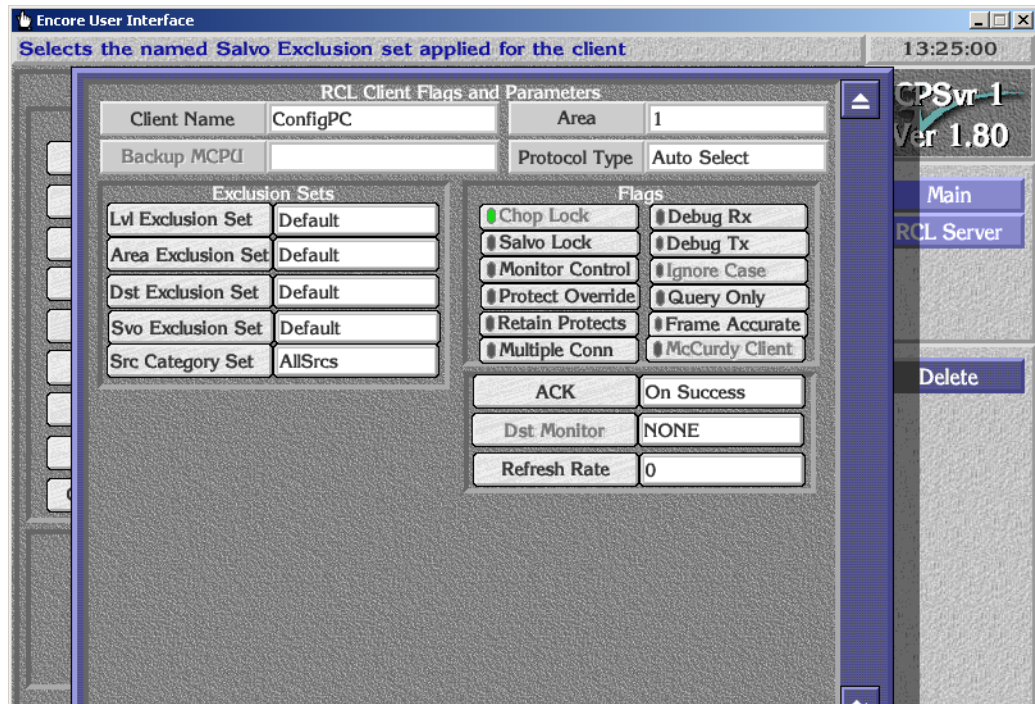 Encore User Interface
Selects the named Salvo Exclusion set applied for the client
13:25:00
RCL Client Flags and Parameters
Client Name ConfigPC Area 1
Backup MCPU Protocol Type Auto Select
CPSvr 1
Ver 1.80
Main
RCL Server
Delete
Exclusion Sets
Lvl Exclusion Set Default
Area Exclusion Set Default
Dst Exclusion Set Default
Svo Exclusion Set Default
Src Category Set AllSrcs
Flags
Chop Lock Debug Rx
Salvo Lock Debug Tx
Monitor Control Ignore Case
Protect Override Query Only
Retain Protects Frame Accurate
Multiple Conn McCurdy Client
ACK On Success
Dst Monitor NONE
Refresh Rate 0